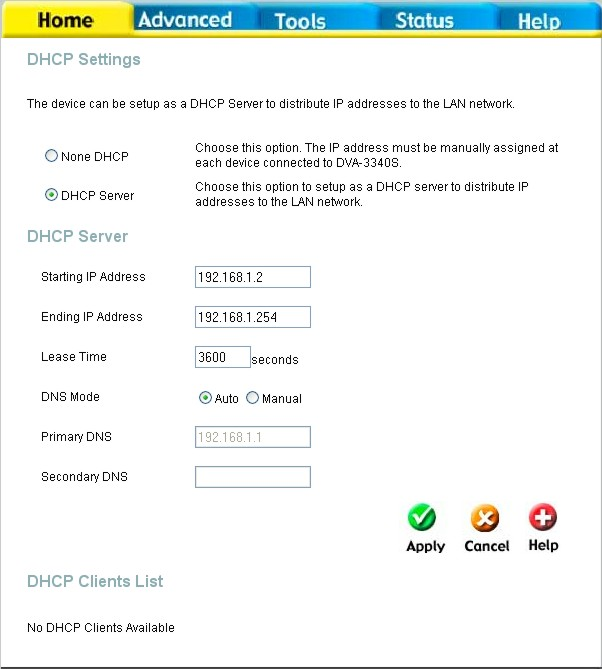 Home Advanced Tools Status Help
DHCP Settings
The device can be setup as a DHCP Server to distribute IP addresses to the LAN network.
None DHCP
Choose this option. The IP address must be manually assigned at
each device connected to DVA-3340S.
DHCP Server
Choose this option to setup as a DHCP server to distribute IP
addresses to the LAN network.
DHCP Server
Starting IP Address 192.168.1.2
Ending IP Address 192.168.1.254
Lease Time 3600 seconds
DNS Mode Auto Manual
Primary DNS 192.168.1.1
Secondary DNS
Apply Cancel Help
DHCP Clients List
No DHCP Clients Available